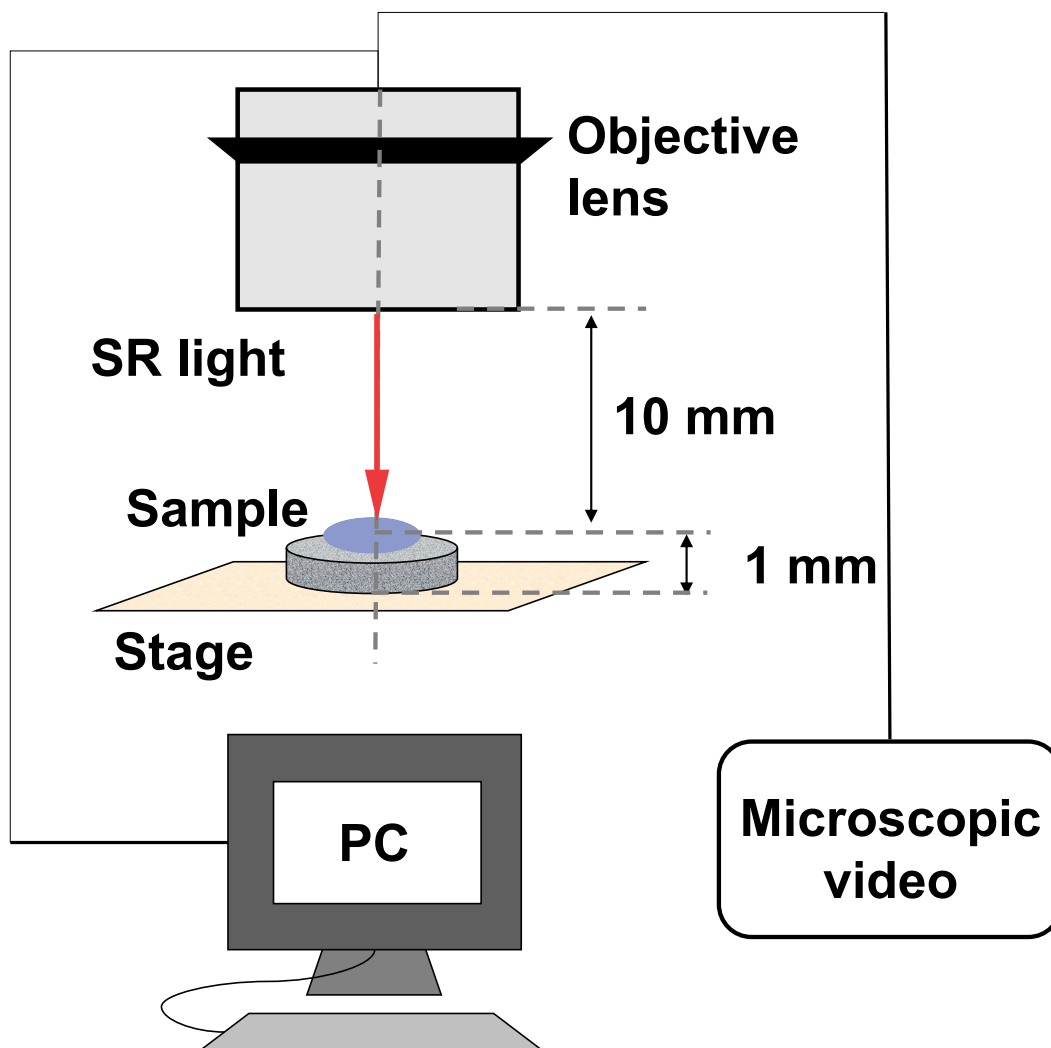 Objective
lens
SR light
10 mm
Sample
1 mm
Stage
PC
Microscopic
video